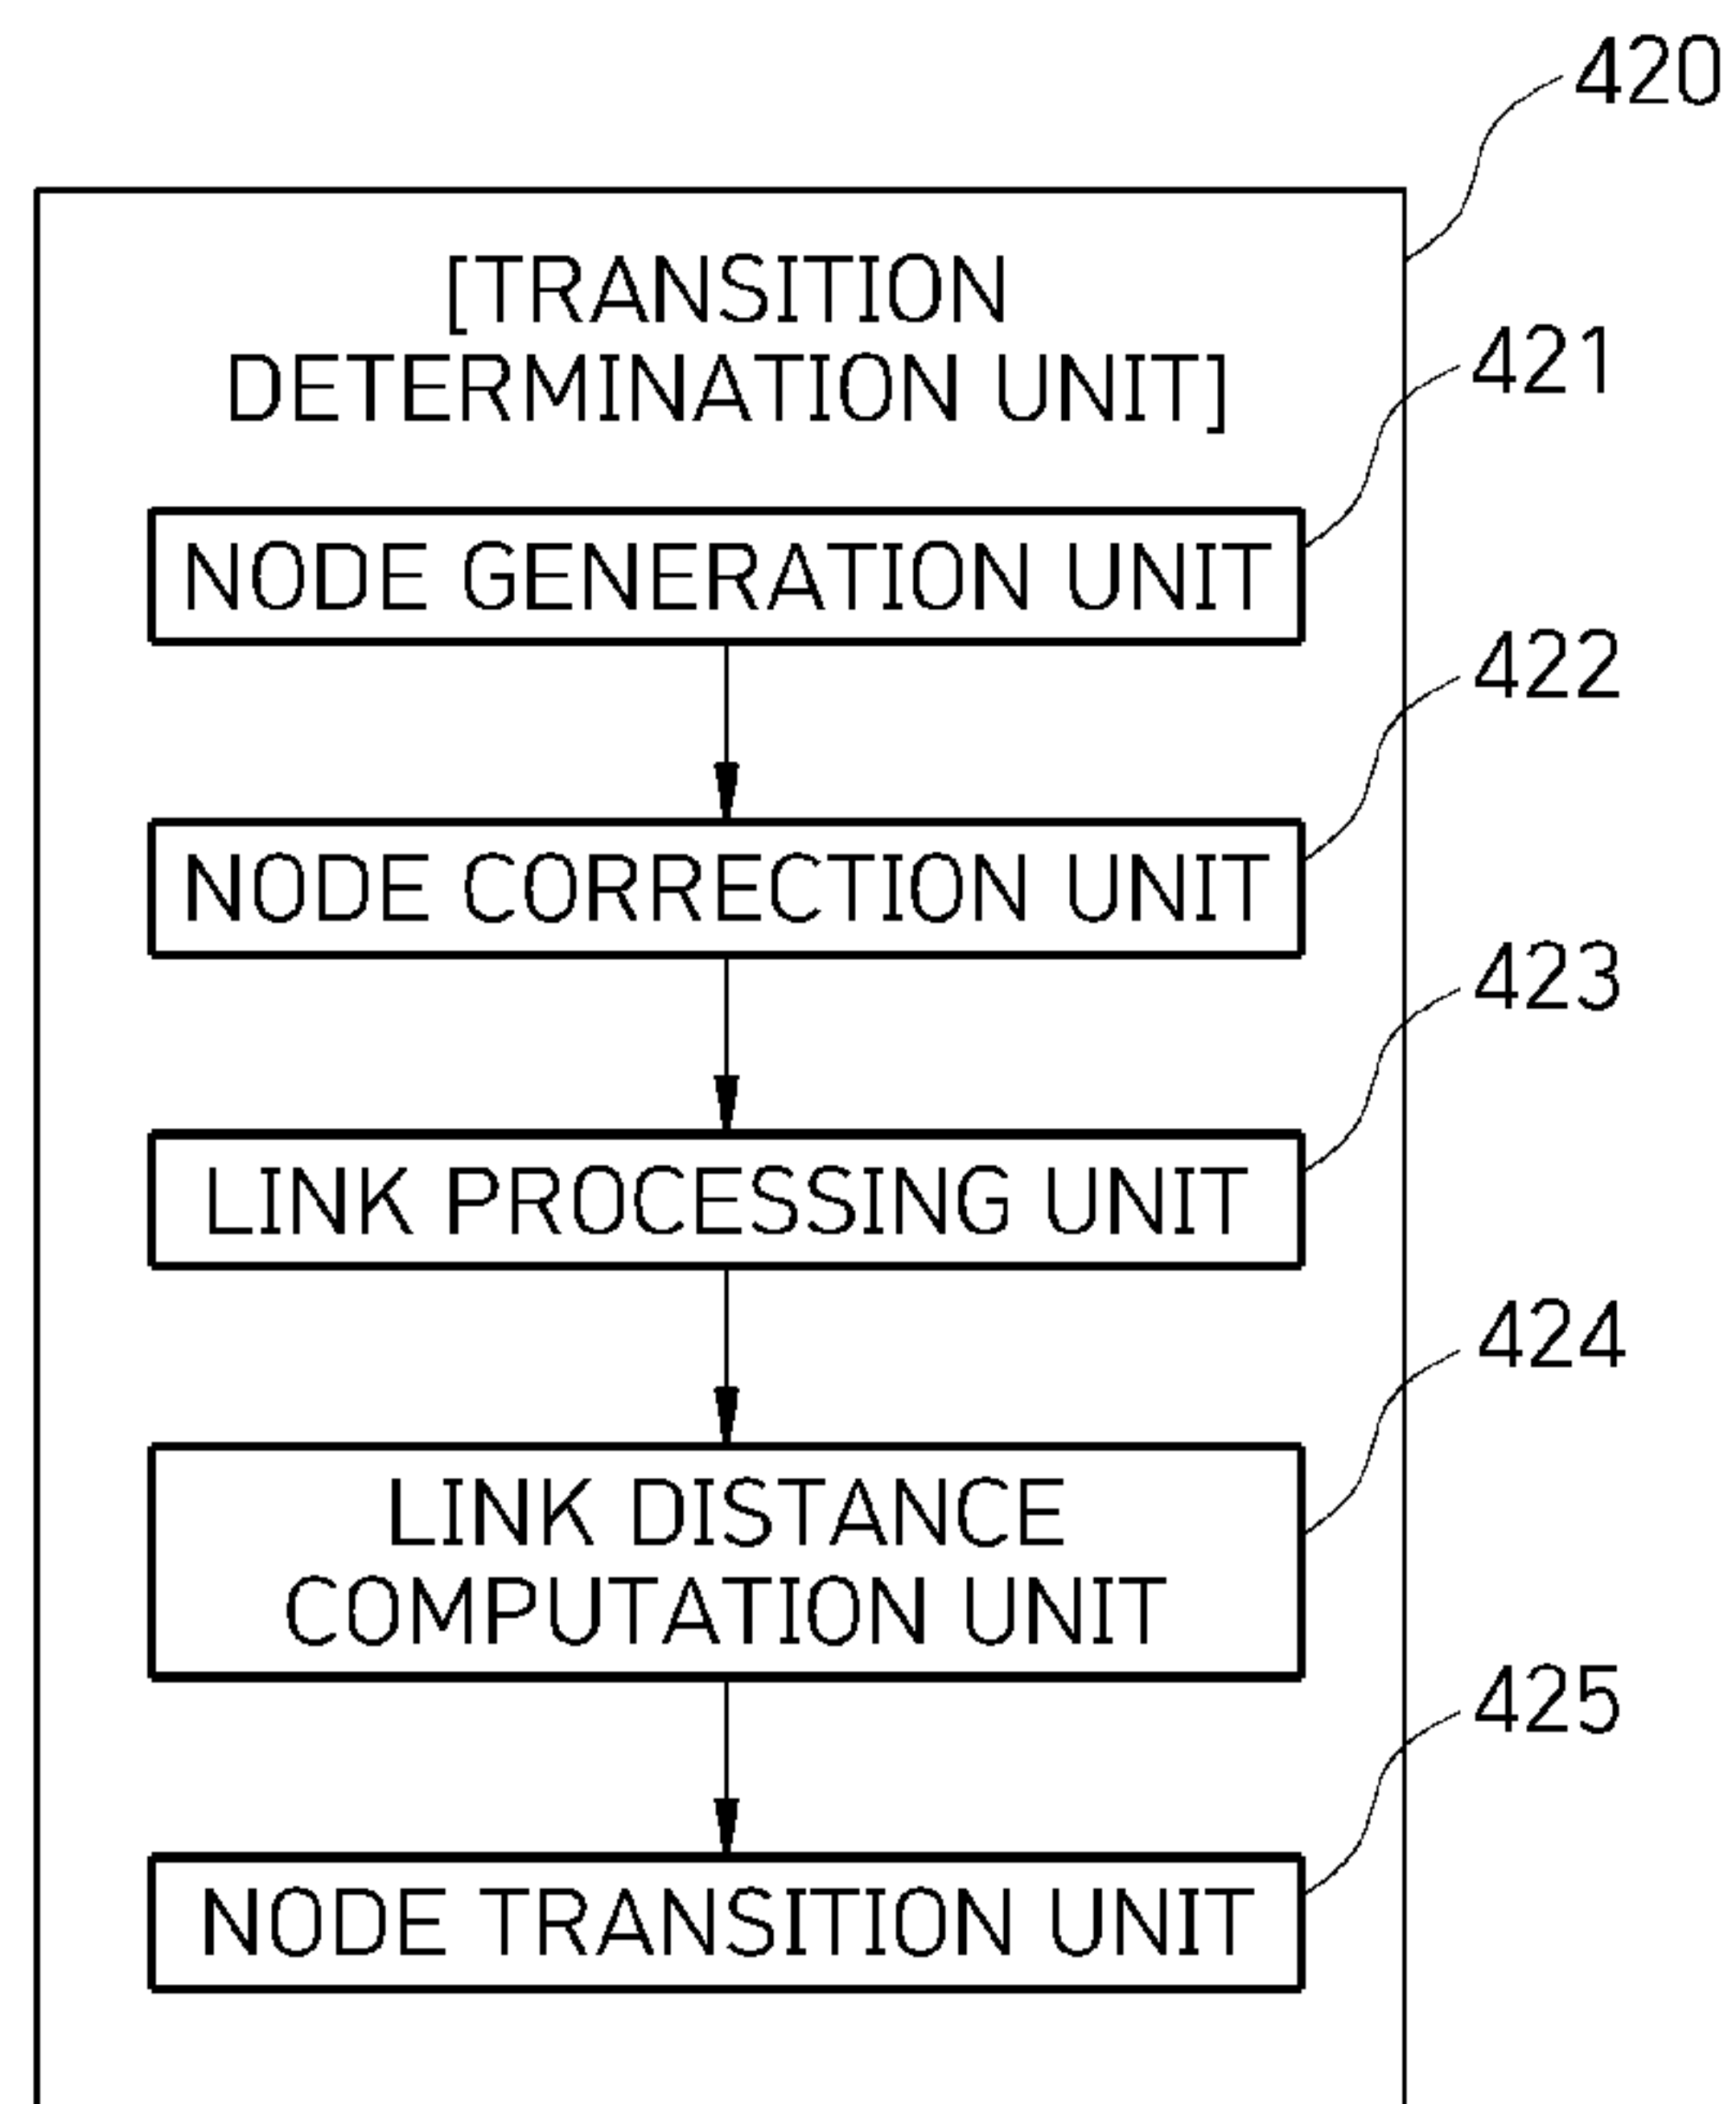 420
[TRANSITION
DETERMINATION UNIT]
421
NODE GENERATION UNIT
422
NODE CORRECTION UNIT
423
LINK PROCESSING UNIT
424
LINK DISTANCE
COMPUTATION UNIT
425
NODE TRANSITION UNIT